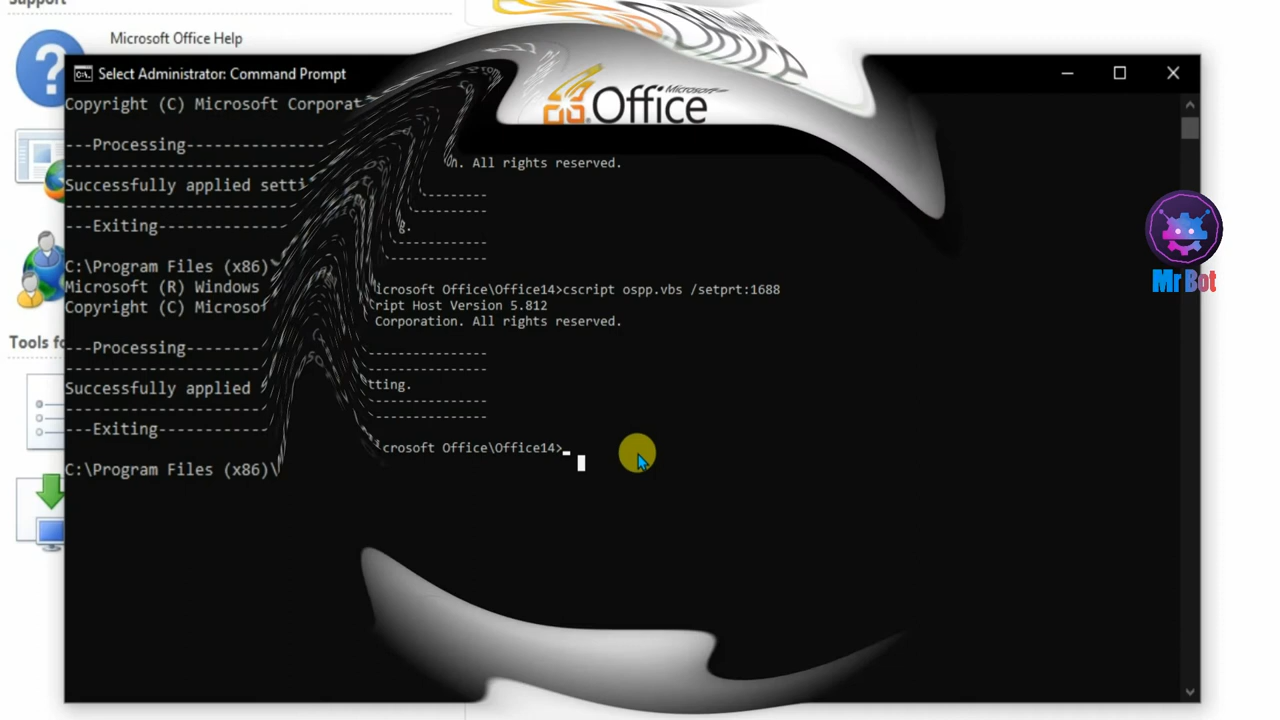 Support
Microsoft Office Help
Select Administrator: Command Prompt
Copyright (C) Microsoft Corporat
Microsoft
Office
---Processing--------------------
n. All rights reserved.
Successfully applied setti
---Exiting-----------------------
g.
C:\Program Files (x86)\
icrosoft Office\Office14>cscript ospp.vbs /setprt:1688
Microsoft (R) Windows
ript Host Version 5.812
Copyright (C) Microsof
Corporation. All rights reserved.
Mr Bot
Tools fo
---Processing--------
Successfully applied
tting.
---Exiting-----------
crosoft Office\Office14>
C:\Program Files (x86)\